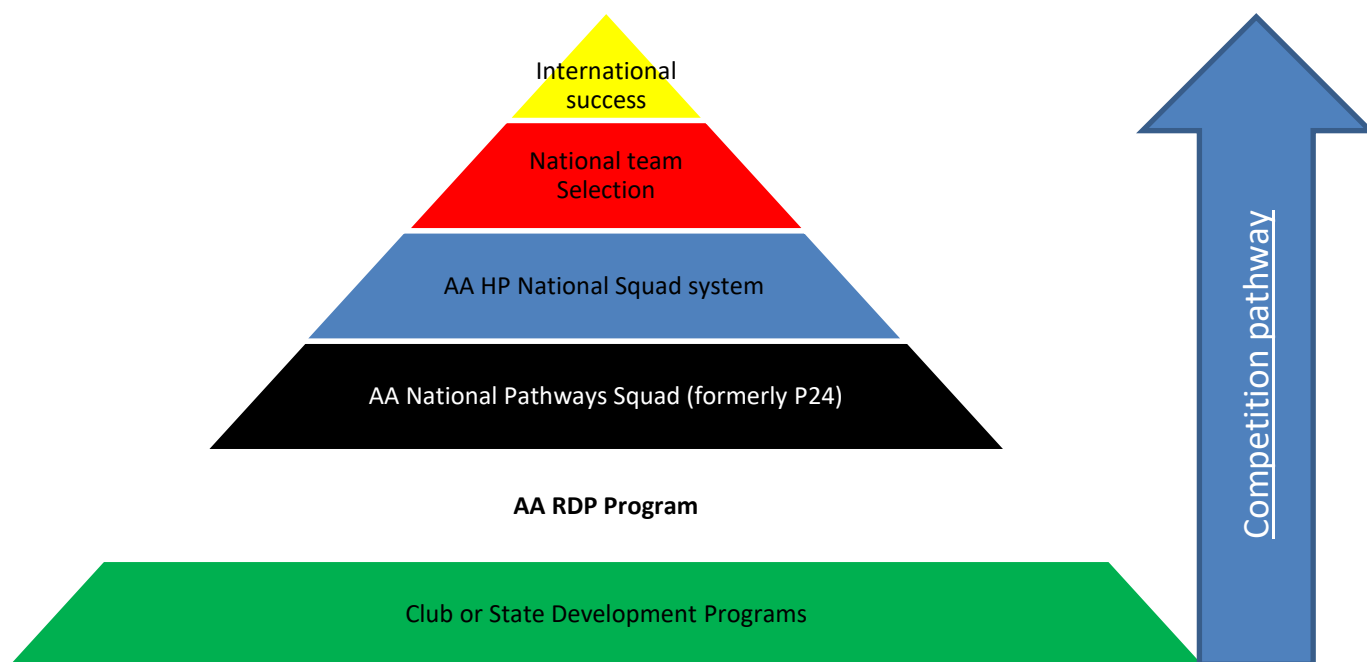 International
success
National team
Selection
AA HP National Squad system
AA National Pathways Squad (formerly P24)
AA RDP Program
Club or State Development Programs
Competition pathway